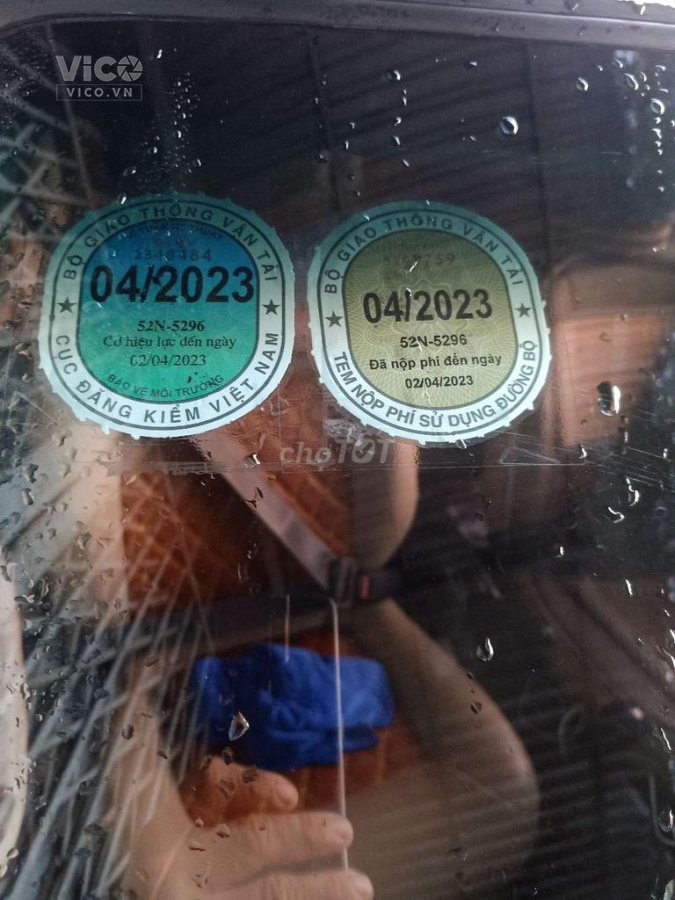 ViCO
VICO.VN
BỘ GIAO THÔNG VẬN TẢI
2340484
04/2023
52N-5296
Có hiệu lực đến ngày
02/04/2023
BẢO VỆ MÔI TRƯỜNG
CỤC ĐĂNG KIỂM VIỆT NAM
BỘ GIAO THÔNG VẬN TẢI
04/2023
52N-5296
Đã nộp phí đến ngày
02/04/2023
TEM NỘP PHÍ SỬ DỤNG ĐƯỜNG BỘ
choTỐT